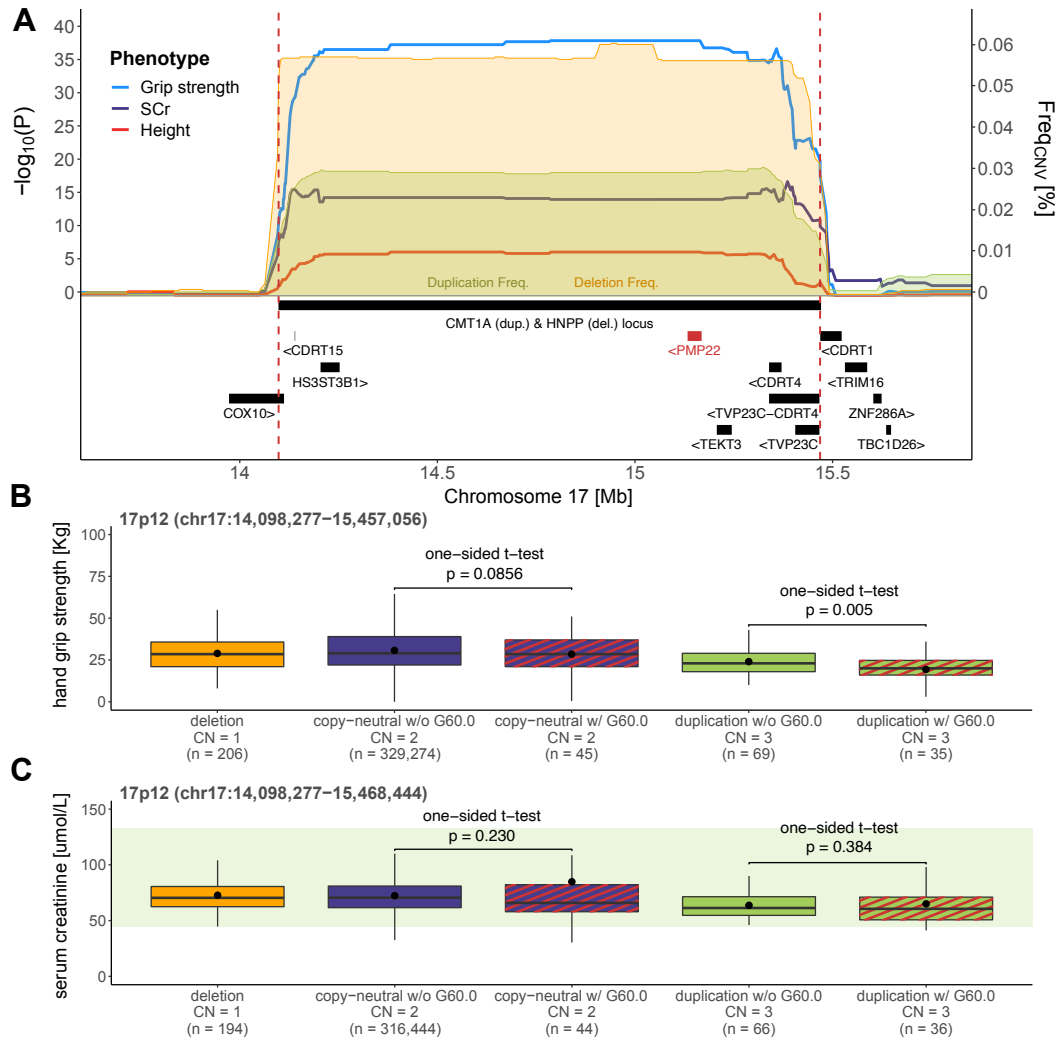 A
Phenotype
Grip strength
SCr
Height
−log10(P)
40
35
30
25
20
15
10
5
0
FreqCNV [%]
0.06
0.05
0.04
0.03
0.02
0.01
0
Duplication Freq.
Deletion Freq.
CMT1A (dup.) & HNPP (del.) locus
<CDRT15
<PMP22
<CDRT1
HS3ST3B1>
<CDRT4
<TRIM16
COX10>
<TVP23C−CDRT4
ZNF286A>
<TEKT3
<TVP23C
TBC1D26>
14
14.5
15
15.5
Chromosome 17 [Mb]
B
17p12 (chr17:14,098,277−15,457,056)
hand grip strength [Kg]
100
75
50
25
0
one−sided t−test
p = 0.0856
one−sided t−test
p = 0.005
deletion
CN = 1
(n = 206)
copy−neutral w/o G60.0
CN = 2
(n = 329,274)
copy−neutral w/ G60.0
CN = 2
(n = 45)
duplication w/o G60.0
CN = 3
(n = 69)
duplication w/ G60.0
CN = 3
(n = 35)
C
17p12 (chr17:14,098,277−15,468,444)
serum creatinine [umol/L]
150
100
50
0
one−sided t−test
p = 0.230
one−sided t−test
p = 0.384
deletion
CN = 1
(n = 194)
copy−neutral w/o G60.0
CN = 2
(n = 316,444)
copy−neutral w/ G60.0
CN = 2
(n = 44)
duplication w/o G60.0
CN = 3
(n = 66)
duplication w/ G60.0
CN = 3
(n = 36)